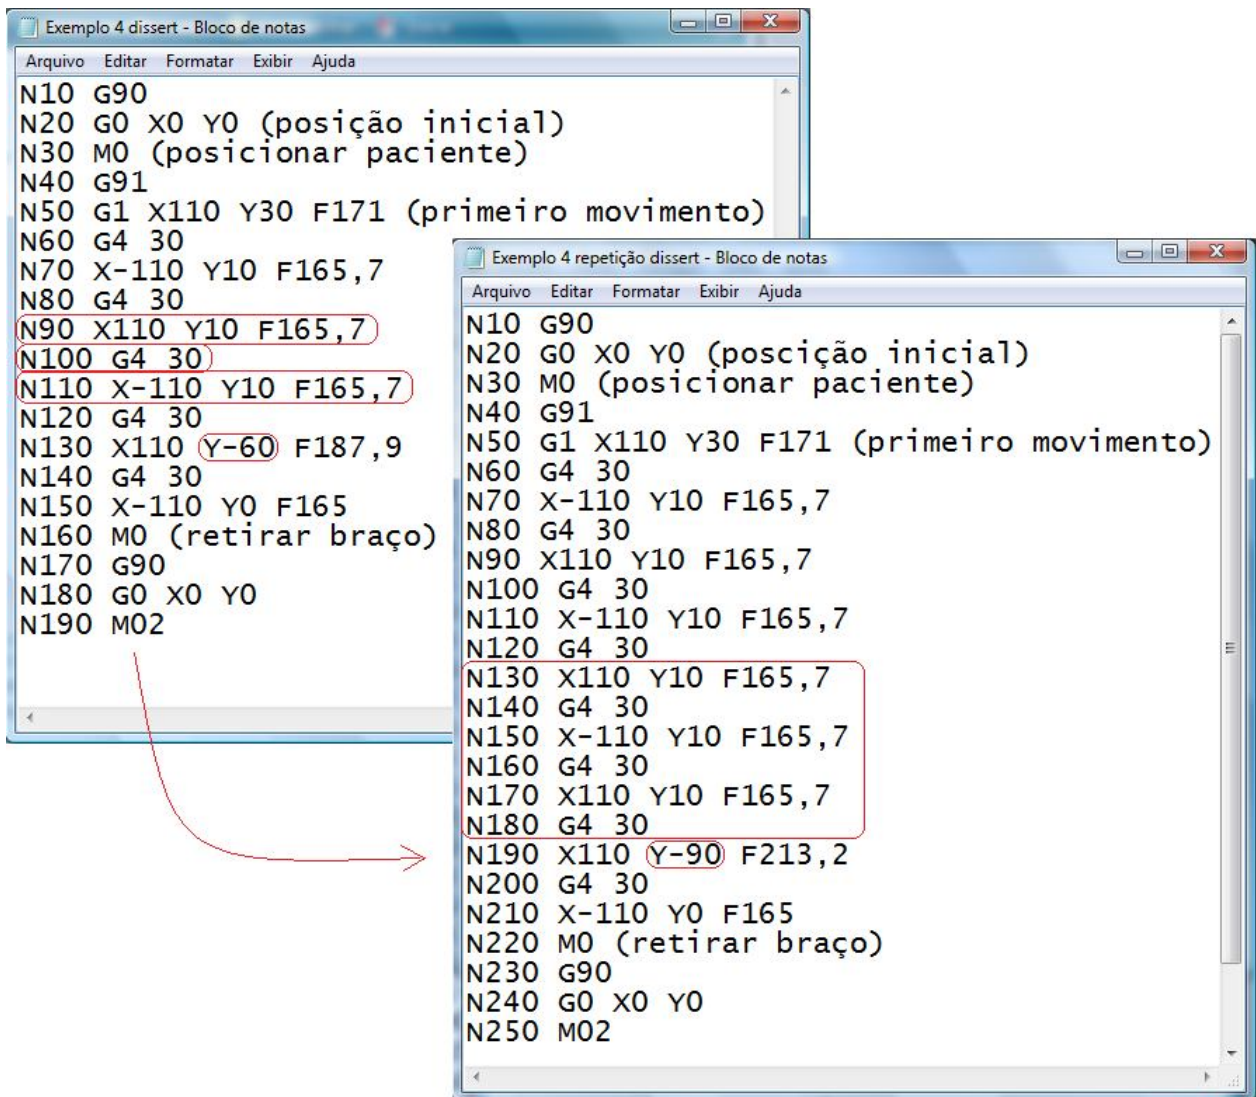 Exemplo 4 dissert - Bloco de notas
Arquivo Editar Formatar Exibir Ajuda
N10 G90
N20 G0 X0 Y0 (posição inicial)
N30 M0 (posicionar paciente)
N40 G91
N50 G1 X110 Y30 F171 (primeiro movimento)
N60 G4 30
N70 X-110 Y10 F165,7
N80 G4 30
N90 X110 Y10 F165,7
N100 G4 30
N110 X-110 Y10 F165,7
N120 G4 30
N130 X110 Y-60 F187,9
N140 G4 30
N150 X-110 Y0 F165
N160 M0 (retirar braço)
N170 G90
N180 G0 X0 Y0
N190 M02
Exemplo 4 repetição dissert - Bloco de notas
Arquivo Editar Formatar Exibir Ajuda
N10 G90
N20 G0 X0 Y0 (poscição inicial)
N30 M0 (posicionar paciente)
N40 G91
N50 G1 X110 Y30 F171 (primeiro movimento)
N60 G4 30
N70 X-110 Y10 F165,7
N80 G4 30
N90 X110 Y10 F165,7
N100 G4 30
N110 X-110 Y10 F165,7
N120 G4 30
N130 X110 Y10 F165,7
N140 G4 30
N150 X-110 Y10 F165,7
N160 G4 30
N170 X110 Y10 F165,7
N180 G4 30
N190 X110 Y-90 F213,2
N200 G4 30
N210 X-110 Y0 F165
N220 M0 (retirar braço)
N230 G90
N240 G0 X0 Y0
N250 M02